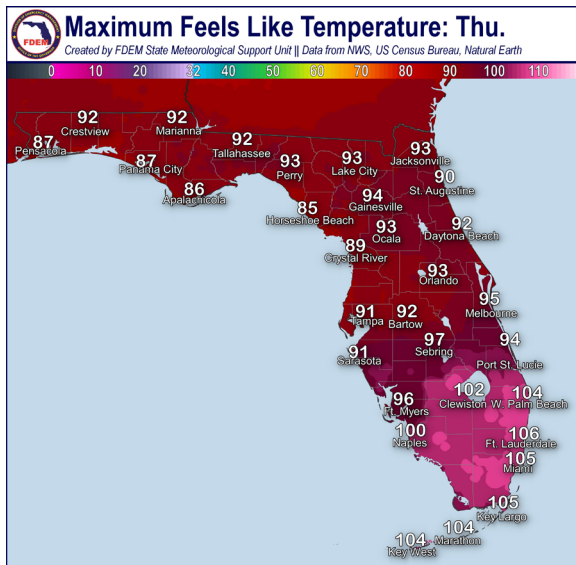 Maximum Feels Like Temperature: Thu.
Created by FDEM State Meteorological Support Unit || Data from NWS, US Census Bureau, Natural Earth
FDEM
0 10 20 32 40 50 60 70 80 90 100 110
92
Crestview
92
Marianna
87
Pensacola
87
Panama City
92
Tallahassee
86
Apalachicola
93
Perry
93
Lake City
93
Jacksonville
90
St. Augustine
94
Gainesville
85
Horseshoe Beach
93
Ocala
92
Daytona Beach
89
Crystal River
93
Orlando
95
Melbourne
91
Tampa
92
Bartow
97
Sebring
94
Port St. Lucie
91
Sarasota
102
Clewiston
104
W. Palm Beach
96
Ft. Myers
100
Naples
106
Ft. Lauderdale
105
Miami
105
Key Largo
104
Marathon
104
Key West